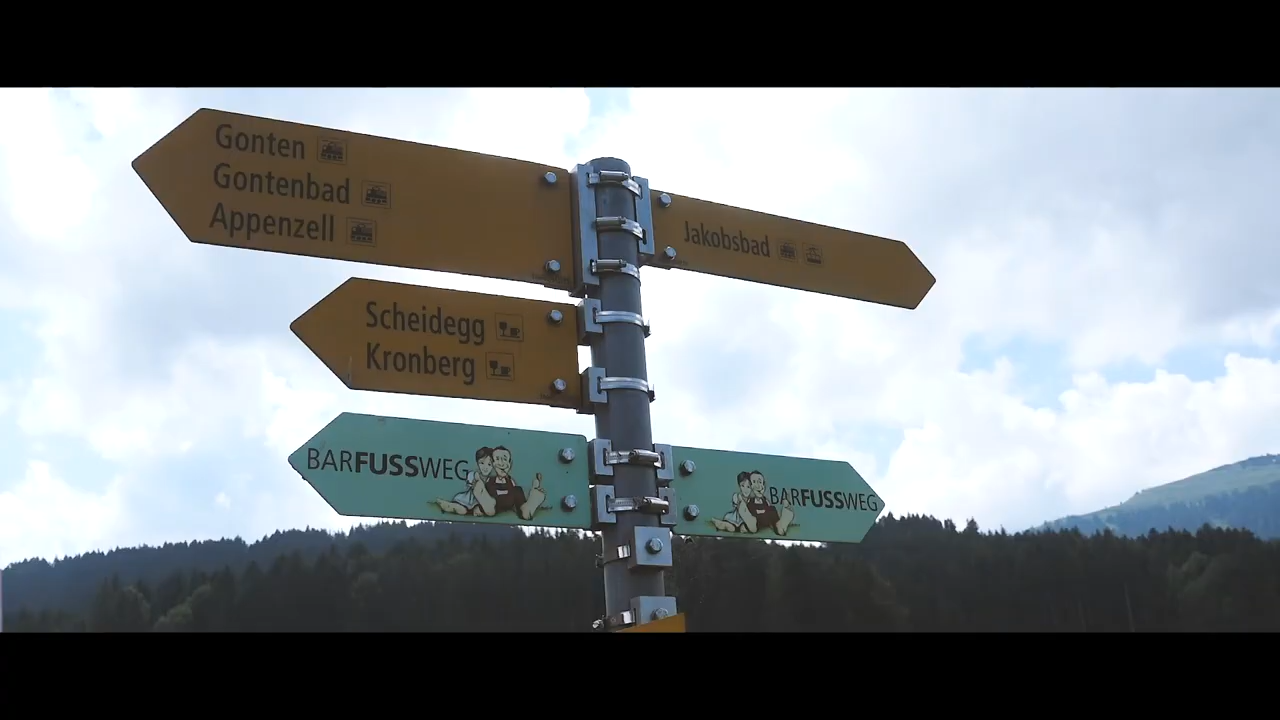 Gonten
Gontenbad
Appenzell
Jakobsbad
Scheidegg
Kronberg
BARFUSSWEG
BARFUSSWEG